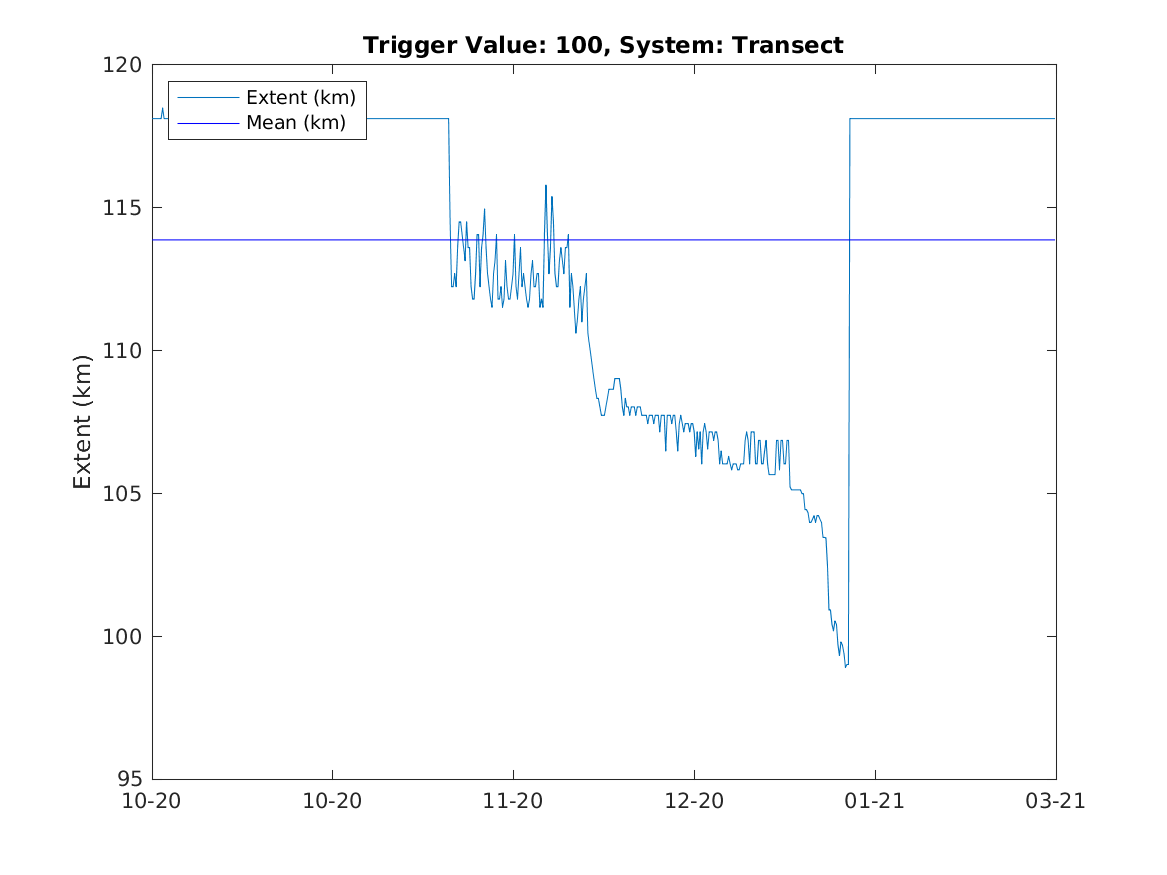 Trigger Value: 100, System: Transect
120
Extent (km)
Mean (km)
115
110
Extent (km)
105
100
95
10-20 10-20 11-20 12-20 01-21 03-21